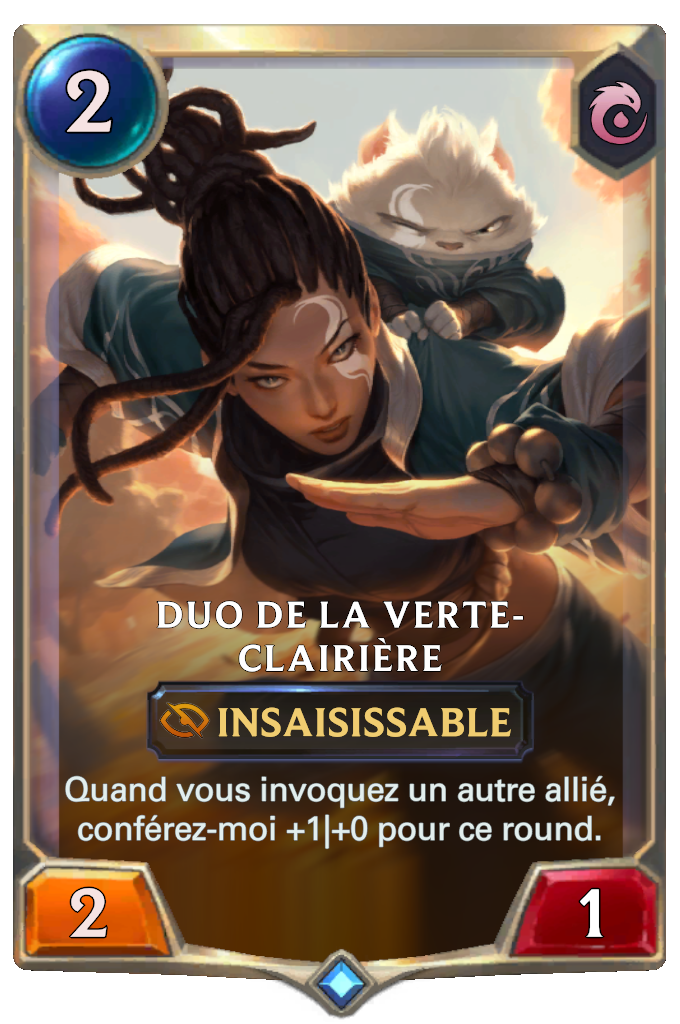 2
DUO DE LA VERTE-
CLAIRIÈRE
INSAISISSABLE
Quand vous invoquez un autre allié,
conférez-moi +1|+0 pour ce round.
2
1